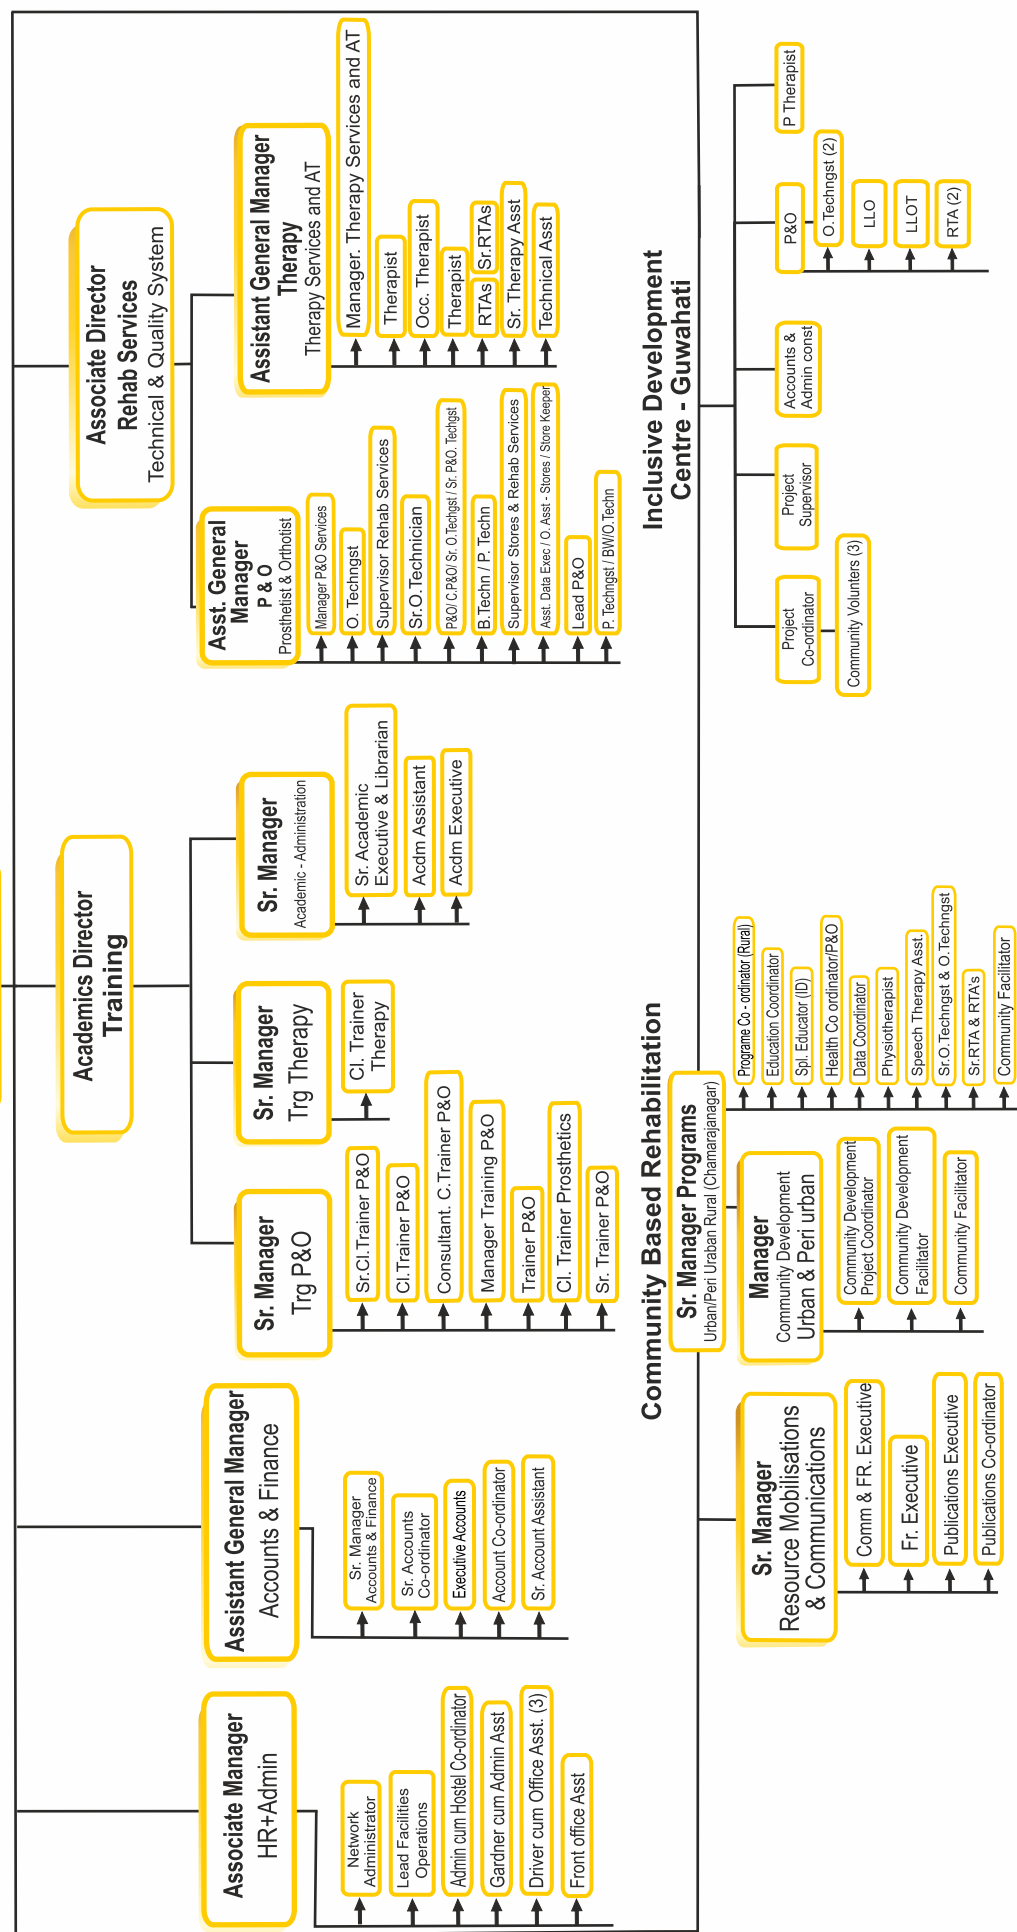 Associate Manager
HR+Admin
Network
Administrator
Lead Facilities
Operations
Admin cum Hostel Co-ordinator
Gardner cum Admin Asst
Driver cum Office Asst. (3)
Front office Asst
Assistant General Manager
Accounts & Finance
Sr. Manager
Accounts & Finance
Sr. Accounts
Co-ordinator
Executive Accounts
Account Co-ordinator
Sr. Account Assistant
Academics Director
Training
Sr. Manager
Trg P&O
Sr.Cl.Trainer P&O
Cl.Trainer P&O
Consultant. C.Trainer P&O
Manager Training P&O
Trainer P&O
Cl. Trainer Prosthetics
Sr. Trainer P&O
Sr. Manager
Trg Therapy
Cl. Trainer
Therapy
Sr. Manager
Academic - Administration
Sr. Academic
Executive & Librarian
Acdm Assistant
Acdm Executive
Associate Director
Rehab Services
Technical & Quality System
Asst. General
Manager
P & O
Prosthetist & Orthotist
Manager P&O Services
O. Techngst
Supervisor Rehab Services
Sr.O.Technician
P&O/ C.P&O/ Sr. O.Techgst / Sr. P&O. Techgst
B.Techn / P. Techn
Supervisor Stores & Rehab Services
Asst. Data Exec / O. Asst - Stores / Store Keeper
Lead P&O
P. Techngst / BW/O.Techn
Assistant General Manager
Therapy
Therapy Services and AT
Manager. Therapy Services and AT
Therapist
Occ. Therapist
Therapist
RTAs
Sr.RTAs
Sr. Therapy Asst
Technical Asst
Community Based Rehabilitation
Sr. Manager Programs
Urban/Peri Uraban Rural (Chamarajanagar)
Sr. Manager
Resource Mobilisations
& Communications
Comm & FR. Executive
Fr. Executive
Publications Executive
Publications Co-ordinator
Manager
Community Development
Urban & Peri urban
Community Development
Project Coordinator
Community Development
Facilitator
Community Facilitator
Programe Co - ordinator (Rural)
Education Coordinator
Spl. Educator (ID)
Health Co ordinator/P&O
Data Coordinator
Physiotherapist
Speech Therapy Asst.
Sr.O.Techngst & O.Techngst
Sr.RTA & RTA's
Community Facilitator
Inclusive Development
Centre - Guwahati
Project
Co-ordinator
Community Volunters (3)
Project
Supervisor
Accounts &
Admin const
P&O
O.Techngst (2)
LLO
LLOT
RTA (2)
P Therapist